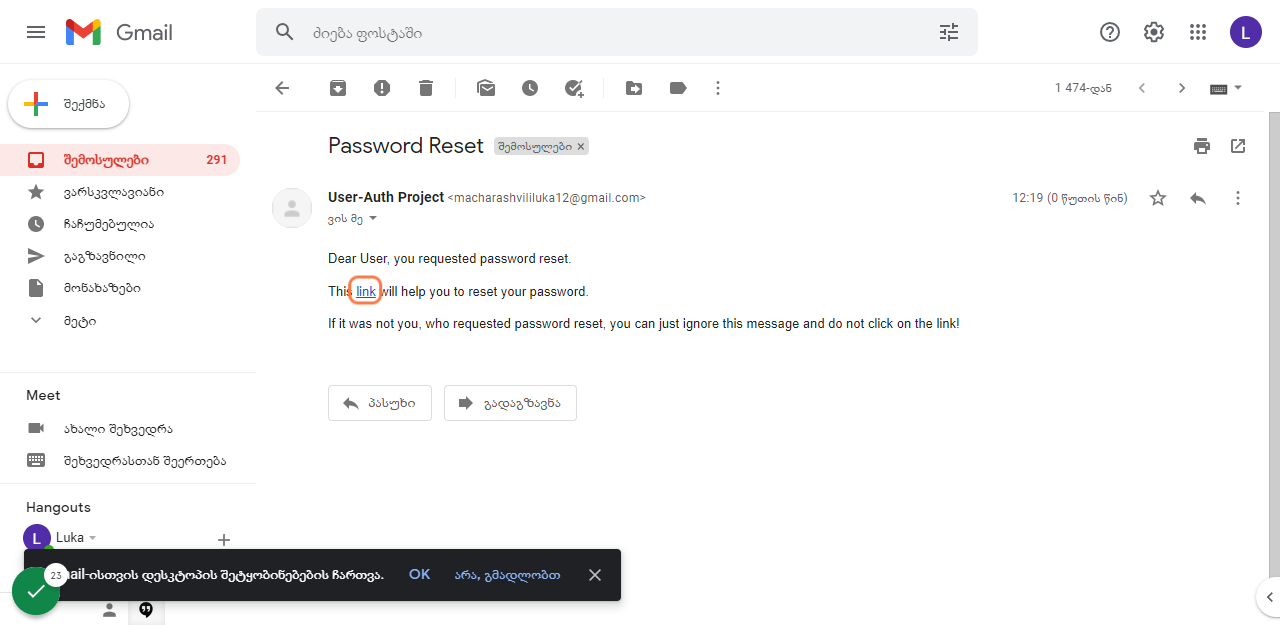 Gmail
ძიება ფოსტაში
L
შექმნა
1 474-დან
შემოსულები 291
ვარსკვლავიანი
ჩაჩუმებულია
გაგზავნილი
მონახაზები
მეტი
Password Reset შემოსულები ×
User-Auth Project <macharashvililuka12@gmail.com>
12:19 (0 წუთის წინ)
ვის მე
Dear User, you requested password reset.
This link will help you to reset your password.
If it was not you, who requested password reset, you can just ignore this message and do not click on the link!
პასუხი
გადაგზავნა
Meet
ახალი შეხვედრა
შეხვედრასთან შეერთება
Hangouts
L Luka
23
mail-ისთვის დესკტოპის შეტყობინებების ჩართვა. OK არა, გმადლობთ